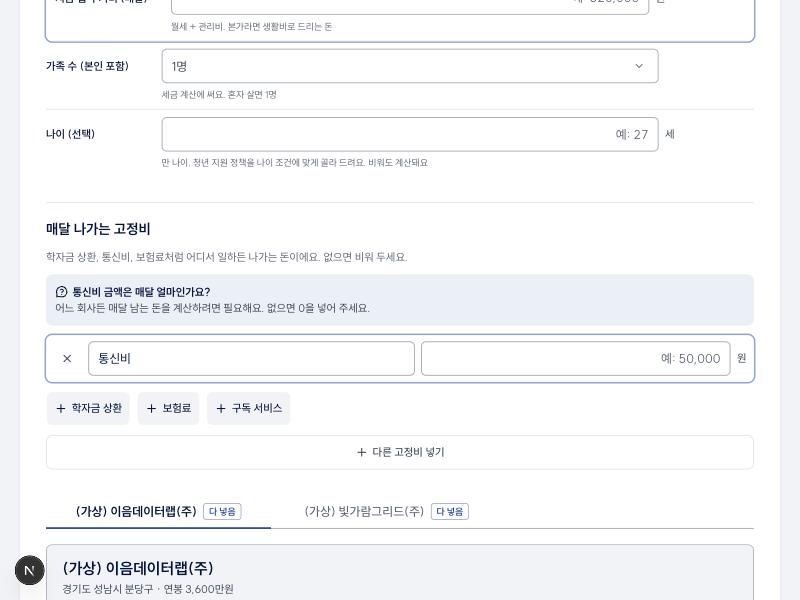 월세 + 관리비. 본가라면 생활비로 드리는 돈
가족 수 (본인 포함)
1명
세금 계산에 써요. 혼자 살면 1명
나이 (선택)
예: 27
세
만 나이. 청년 지원 정책을 나이 조건에 맞게 골라 드려요. 비워도 계산돼요
매달 나가는 고정비
학자금 상환, 통신비, 보험료처럼 어디서 일하든 나가는 돈이에요. 없으면 비워 두세요.
통신비 금액은 매달 얼마인가요?
어느 회사든 매달 남는 돈을 계산하려면 필요해요. 없으면 0을 넣어 주세요.
통신비
예: 50,000
원
+ 학자금 상환
+ 보험료
+ 구독 서비스
+ 다른 고정비 넣기
(가상) 이음데이터랩(주) 다 넣음
(가상) 빛가람그리드(주) 다 넣음
(가상) 이음데이터랩(주)
경기도 성남시 분당구 · 연봉 3,600만원
N